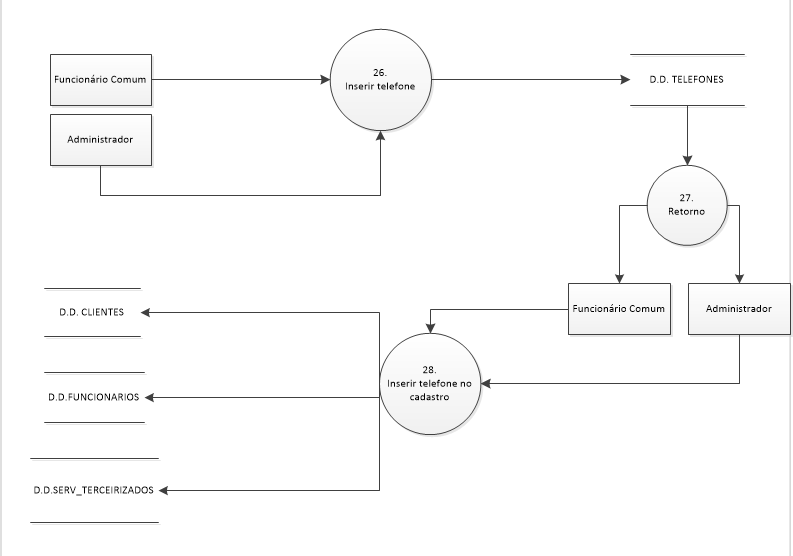 Funcionário Comum
26.
Inserir telefone
D.D. TELEFONES
Administrador
27.
Retorno
D.D. CLIENTES
Funcionário Comum
Administrador
28.
Inserir telefone no
cadastro
D.D.FUNCIONARIOS
D.D.SERV_TERCEIRIZADOS